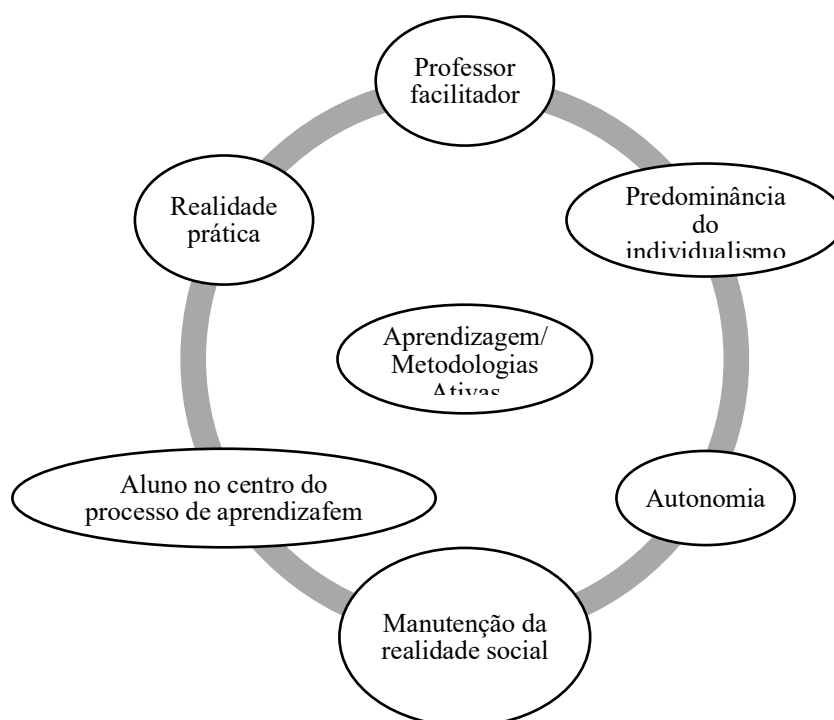 Professor
facilitador
Predominância
do
individualismo
Realidade
prática
Aprendizagem/
Metodologias
Ativas
Aluno no centro do
processo de aprendizafem
Autonomia
Manutenção da
realidade social